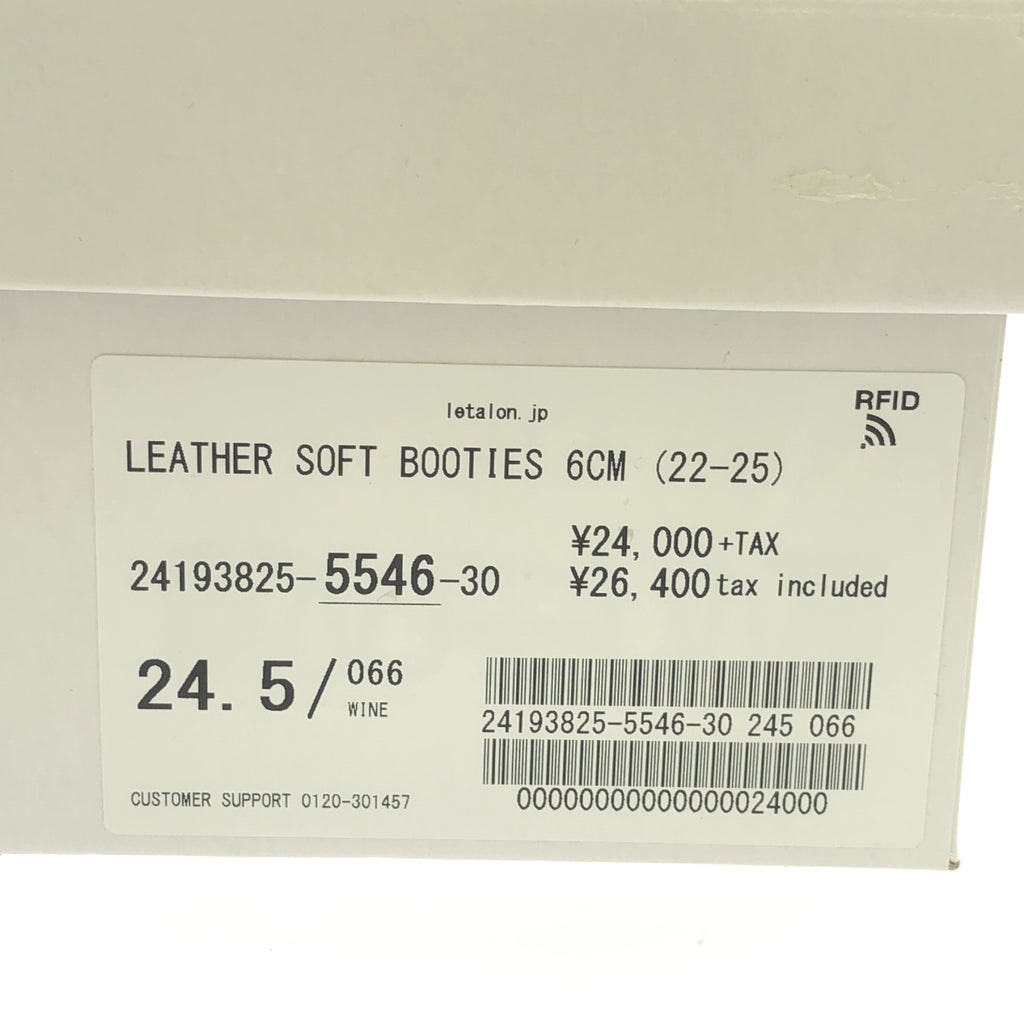 letalon.jp
RFID
LEATHER SOFT BOOTIES 6CM (22-25)
¥24,000+TAX
24193825-5546-30
¥26,400tax included
24.5/066
WINE
24193825-5546-30 245 066
CUSTOMER SUPPORT 0120-301457
00000000000000024000